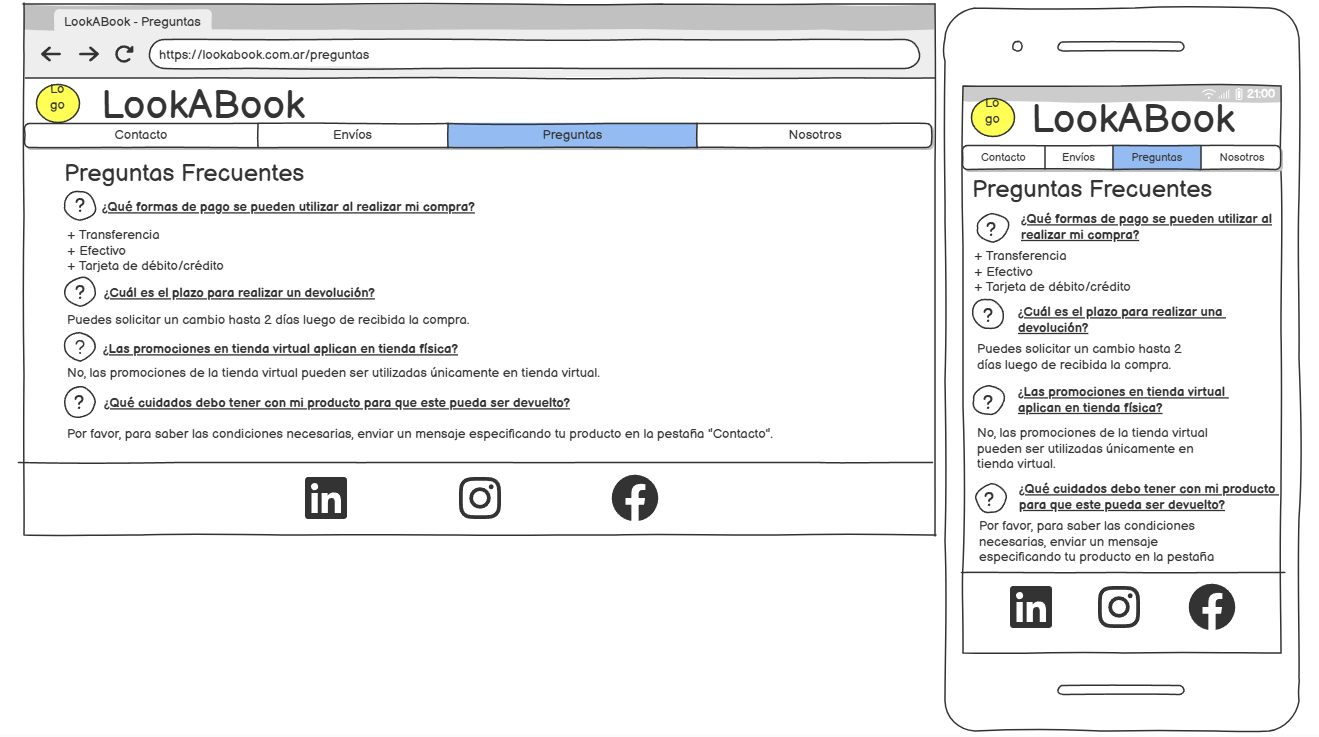 LookABook - Preguntas
https://lookabook.com.ar/preguntas
Lo
go
LookABook
Contacto Envíos Preguntas Nosotros
Preguntas Frecuentes
? ¿Qué formas de pago se pueden utilizar al realizar mi compra?
+ Transferencia
+ Efectivo
+ Tarjeta de débito/crédito
? ¿Cuál es el plazo para realizar un devolución?
Puedes solicitar un cambio hasta 2 días luego de recibida la compra.
? ¿Las promociones en tienda virtual aplican en tienda física?
No, las promociones de la tienda virtual pueden ser utilizadas únicamente en tienda virtual.
? ¿Qué cuidados debo tener con mi producto para que este pueda ser devuelto?
Por favor, para saber las condiciones necesarias, enviar un mensaje especificando tu producto en la pestaña "Contacto".
in
21:00
Lo
go
LookABook
Contacto Envíos Preguntas Nosotros
Preguntas Frecuentes
? ¿Qué formas de pago se pueden utilizar al
realizar mi compra?
+ Transferencia
+ Efectivo
+ Tarjeta de débito/crédito
? ¿Cuál es el plazo para realizar una
devolución?
Puedes solicitar un cambio hasta 2
días luego de recibida la compra.
? ¿Las promociones en tienda virtual
aplican en tienda física?
No, las promociones de la tienda virtual
pueden ser utilizadas únicamente en
tienda virtual.
? ¿Qué cuidados debo tener con mi producto
para que este pueda ser devuelto?
Por favor, para saber las condiciones
necesarias, enviar un mensaje
especificando tu producto en la pestaña
in